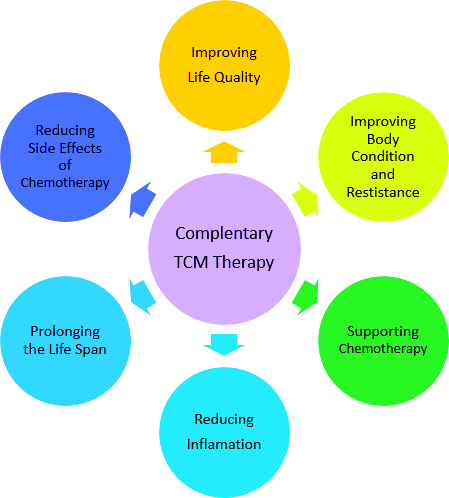 Improving
Life Quality
Reducing
Side Effects
of
Chemotherapy
Improving
Body
Condition
and
Restistance
Complentary
TCM Therapy
Prolonging
the Life Span
Supporting
Chemotherapy
Reducing
Inflamation